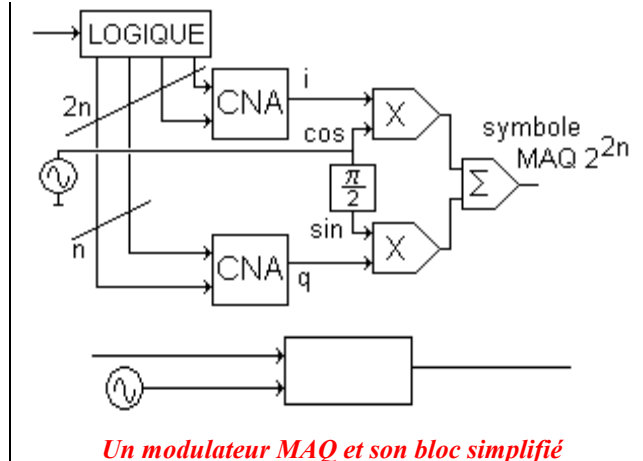 LOGIQUE
2n
CNA
i
X
cos
symbole
MAQ 2^2n
π/2
Σ
sin
n
CNA
q
X
Un modulateur MAQ et son bloc simplifié